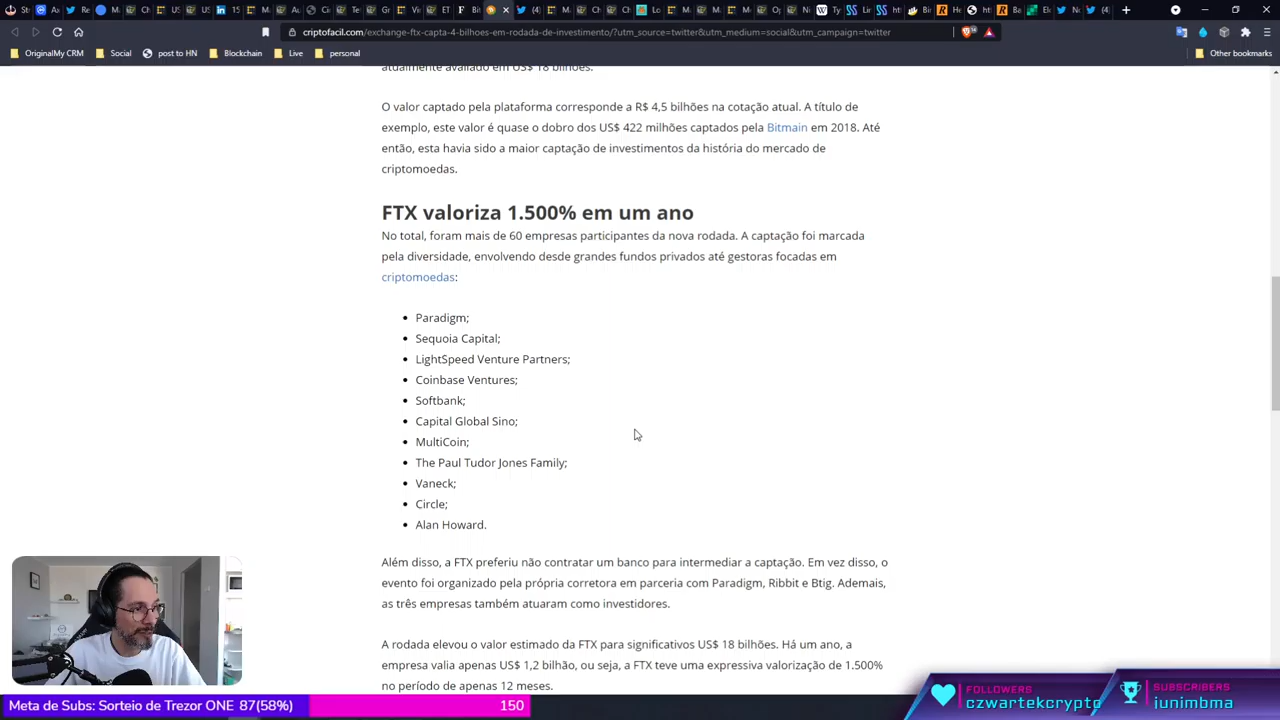 criptofacil.com/exchange-ftx-capta-4-bilhoes-em-rodada-de-investimento/?utm_source=twitter&utm_medium=social&utm_campaign=twitter
OriginalMy CRM
Social
post to HN
Blockchain
Live
personal
Other bookmarks
atualmente avaliado em US$ 18 bilhões.
O valor captado pela plataforma corresponde a R$ 4,5 bilhões na cotação atual. A título de
exemplo, este valor é quase o dobro dos US$ 422 milhões captados pela Bitmain em 2018. Até
então, esta havia sido a maior captação de investimentos da história do mercado de
criptomoedas.
FTX valoriza 1.500% em um ano
No total, foram mais de 60 empresas participantes da nova rodada. A captação foi marcada
pela diversidade, envolvendo desde grandes fundos privados até gestoras focadas em
criptomoedas:
• Paradigm;
• Sequoia Capital;
• LightSpeed Venture Partners;
• Coinbase Ventures;
• Softbank;
• Capital Global Sino;
• MultiCoin;
• The Paul Tudor Jones Family;
• Vaneck;
• Circle;
• Alan Howard.
Além disso, a FTX preferiu não contratar um banco para intermediar a captação. Em vez disso, o
evento foi organizado pela própria corretora em parceria com Paradigm, Ribbit e Btig. Ademais,
as três empresas também atuaram como investidores.
A rodada elevou o valor estimado da FTX para significativos US$ 18 bilhões. Há um ano, a
empresa valia apenas US$ 1,2 bilhão, ou seja, a FTX teve uma expressiva valorização de 1.500%
no período de apenas 12 meses.
Meta de Subs: Sorteio de Trezor ONE 87(58%)
150
FOLLOWERS
czwartekcrypto
SUBSCRIBERS
junimbma